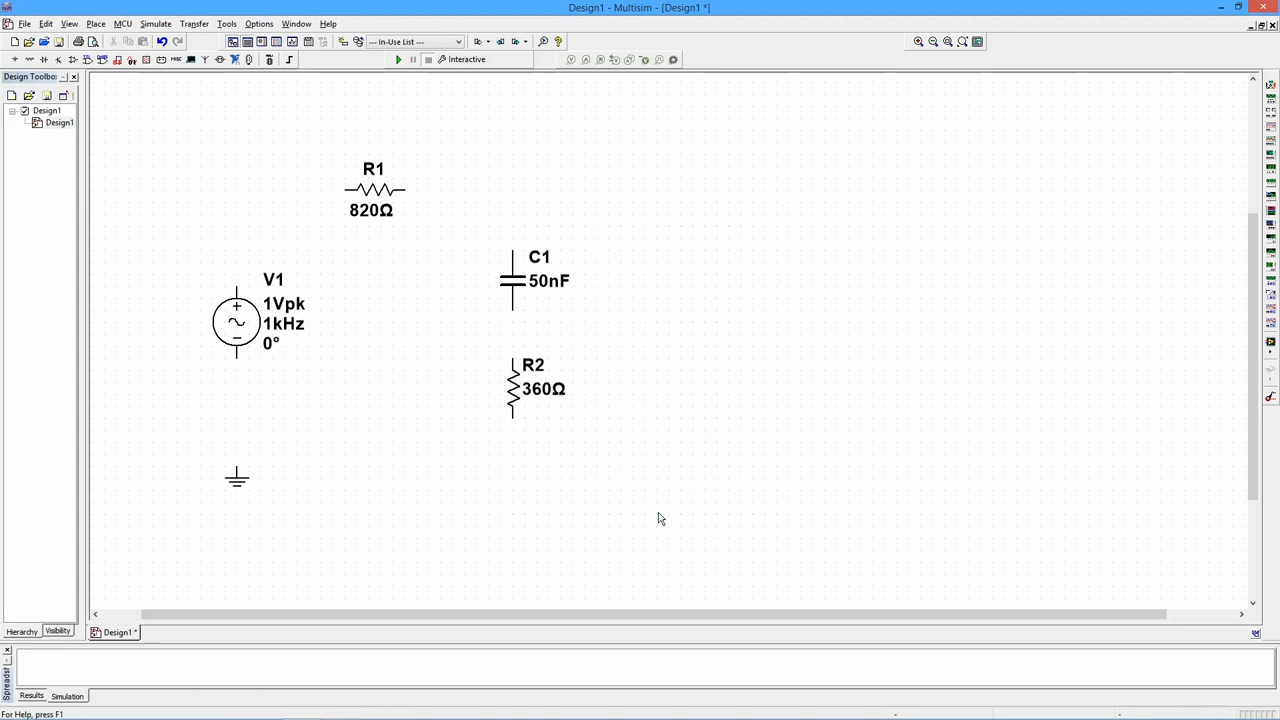 Design1 - Multisim - [Design1 *]
File Edit View Place MCU Simulate Transfer Tools Options Window Help
--- In-Use List ---
Interactive
Design Toolbo
Design1
Design1
R1
820Ω
C1
50nF
V1
1Vpk
1kHz
0°
R2
360Ω
Hierarchy Visibility
Design1 *
Spreads
Results Simulation
For Help, press F1
- -